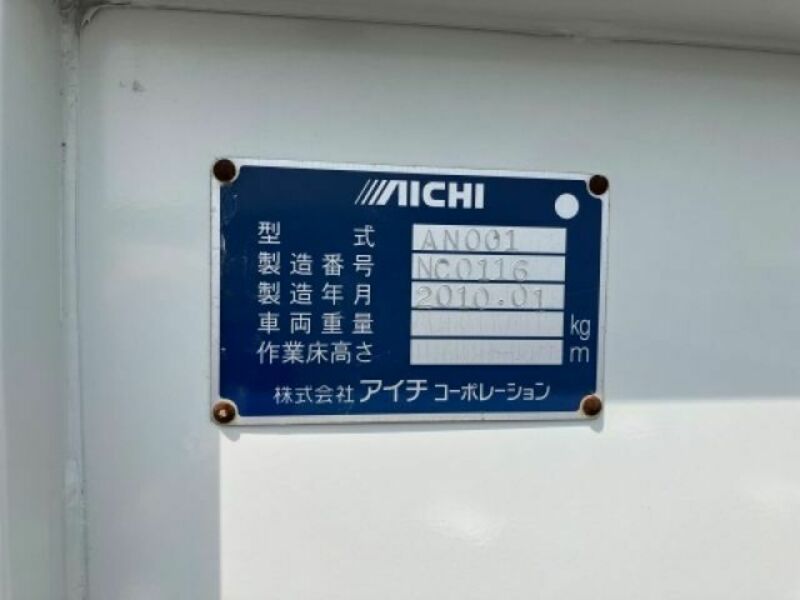 AICHI
型式 AN001
製造番号 NC0116
製造年月 2010.01
車両重量 kg
作業床高さ m
株式会社 アイチ コーポレーション